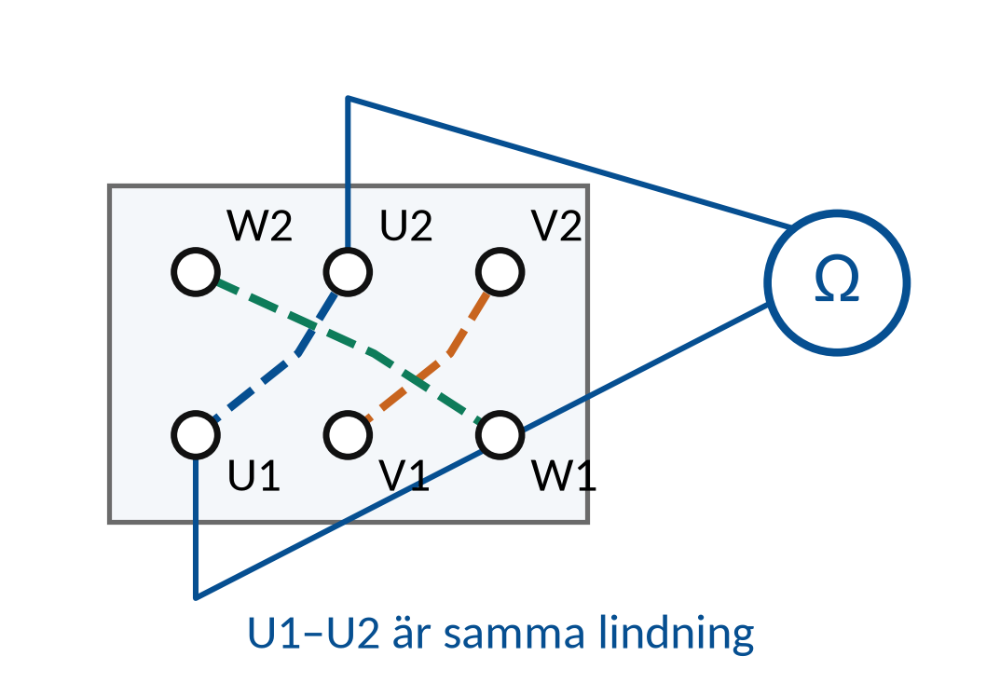 W2 U2 V2
Ω
U1 V1 W1
U1–U2 är samma lindning